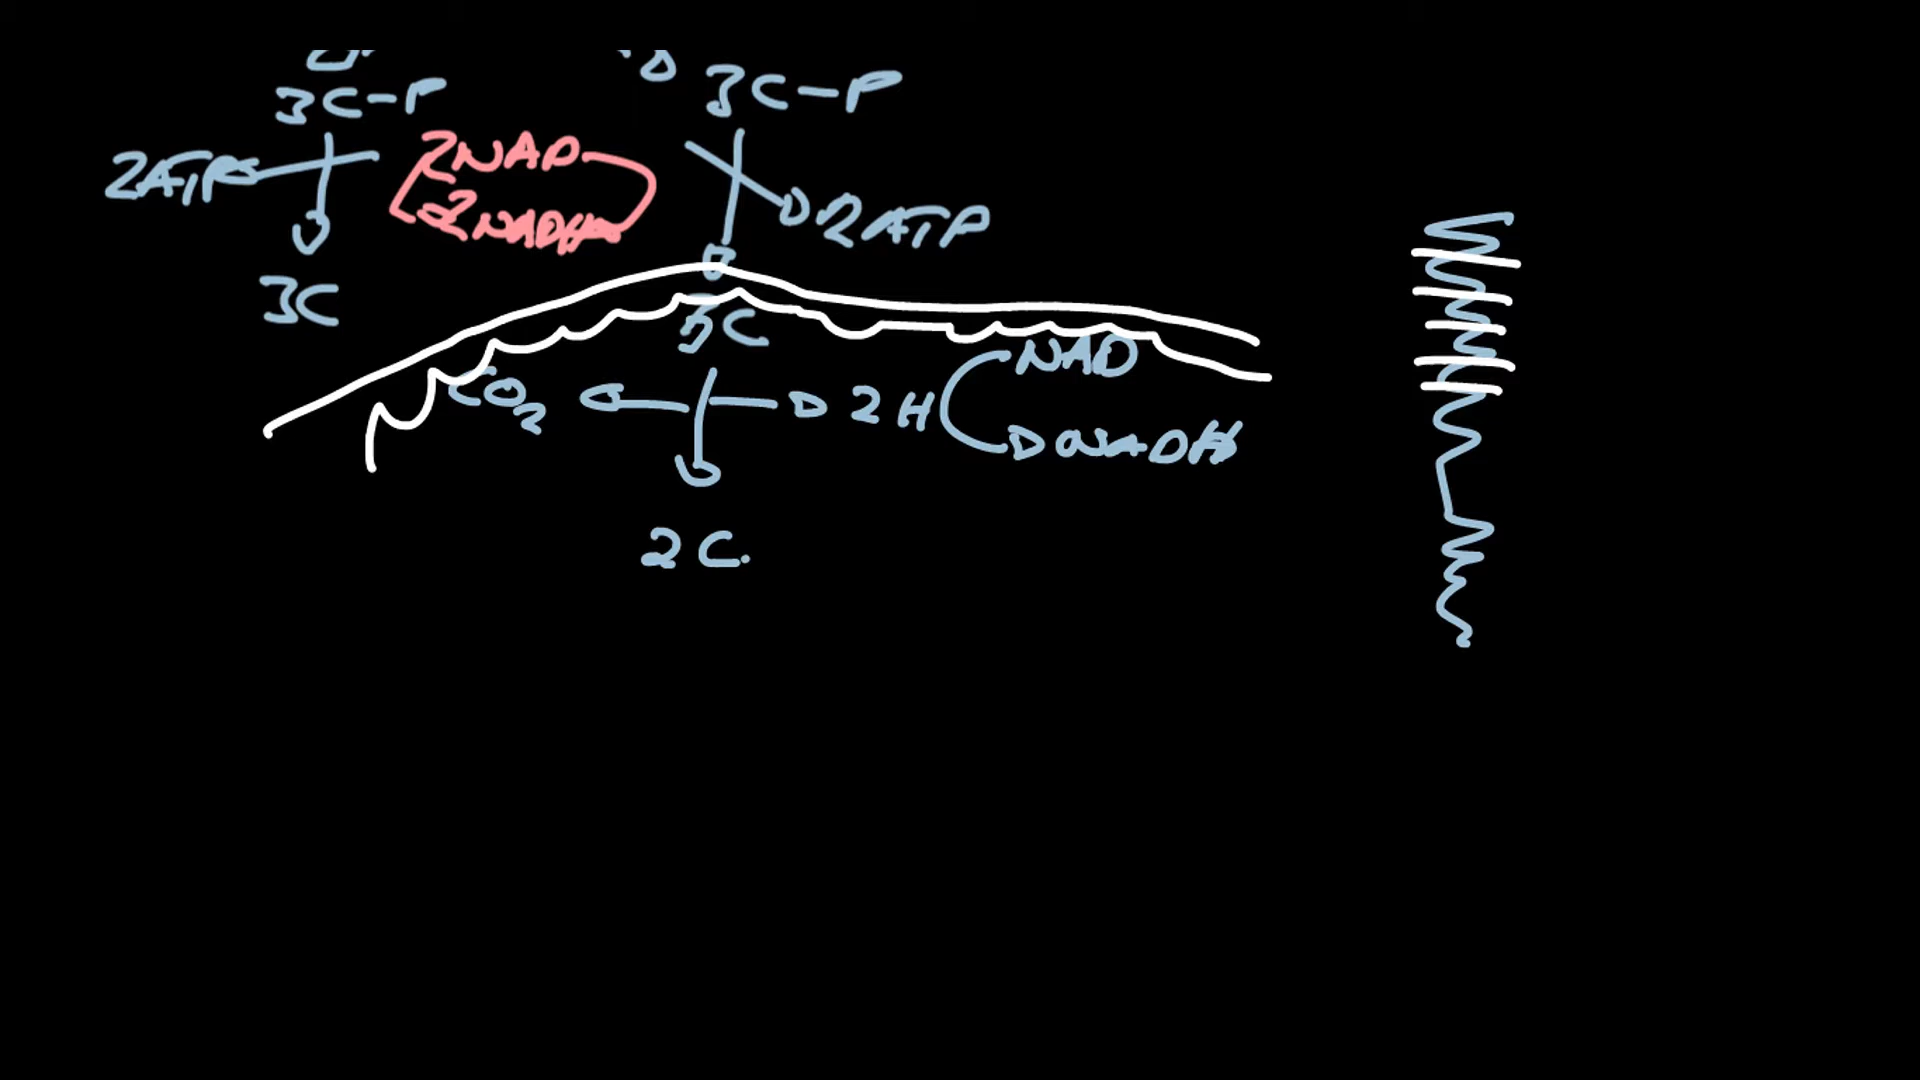 3C-P 3C-P
2ATP 2NAD
2NADH 2ATP
3C 3C
NAD
CO2 2H
NADH
2C.